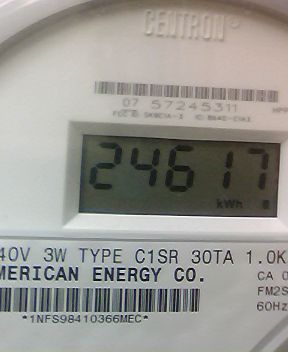 CENTRON®
07 57245311
24617
kWh
40V 3W TYPE C1SR 30TA 1.0K
MERICAN ENERGY CO.
CA 0
FM2S
60Hz
*1NFS98410366MEC*